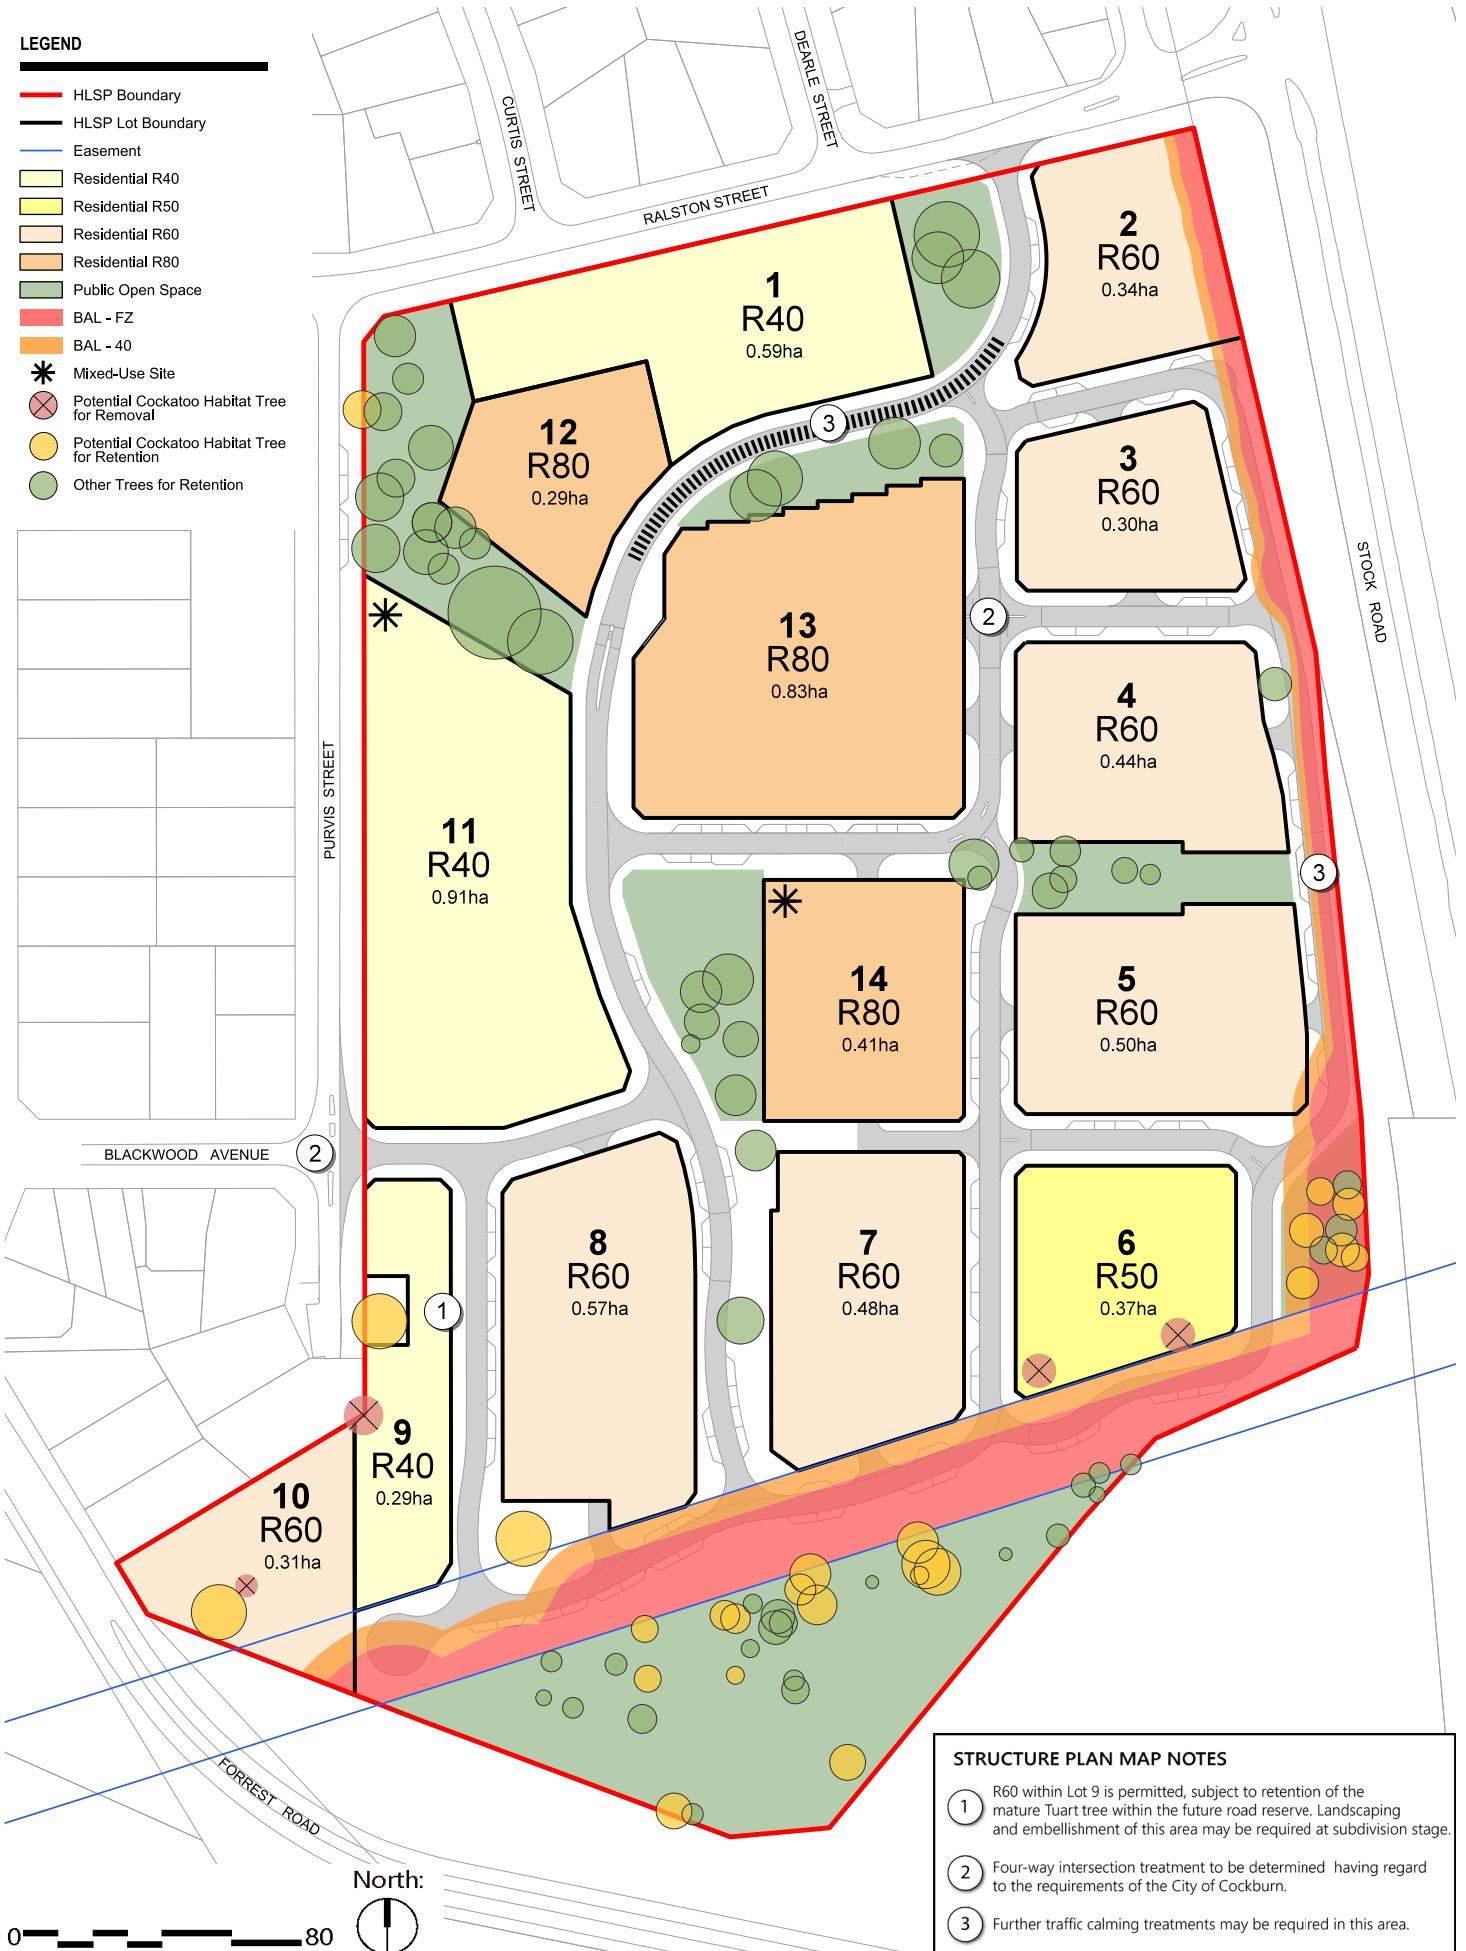 LEGEND
HLSP Boundary
HLSP Lot Boundary
Easement
Residential R40
Residential R50
Residential R60
Residential R80
Public Open Space
BAL - FZ
BAL - 40
Mixed-Use Site
Potential Cockatoo Habitat Tree
for Removal
Potential Cockatoo Habitat Tree
for Retention
Other Trees for Retention
CURTIS STREET
DEARLE STREET
RALSTON STREET
STOCK ROAD
PURVIS STREET
BLACKWOOD AVENUE
FORREST ROAD
1
R40
0.59ha
2
R60
0.34ha
3
12
R80
0.29ha
3
R60
0.30ha
2
13
R80
0.83ha
4
R60
0.44ha
11
R40
0.91ha
3
14
R80
0.41ha
5
R60
0.50ha
2
8
R60
0.57ha
7
R60
0.48ha
6
R50
0.37ha
1
9
R40
0.29ha
10
R60
0.31ha
North:
0 80
STRUCTURE PLAN MAP NOTES
1 R60 within Lot 9 is permitted, subject to retention of the
mature Tuart tree within the future road reserve. Landscaping
and embellishment of this area may be required at subdivision stage.
2 Four-way intersection treatment to be determined having regard
to the requirements of the City of Cockburn.
3 Further traffic calming treatments may be required in this area.